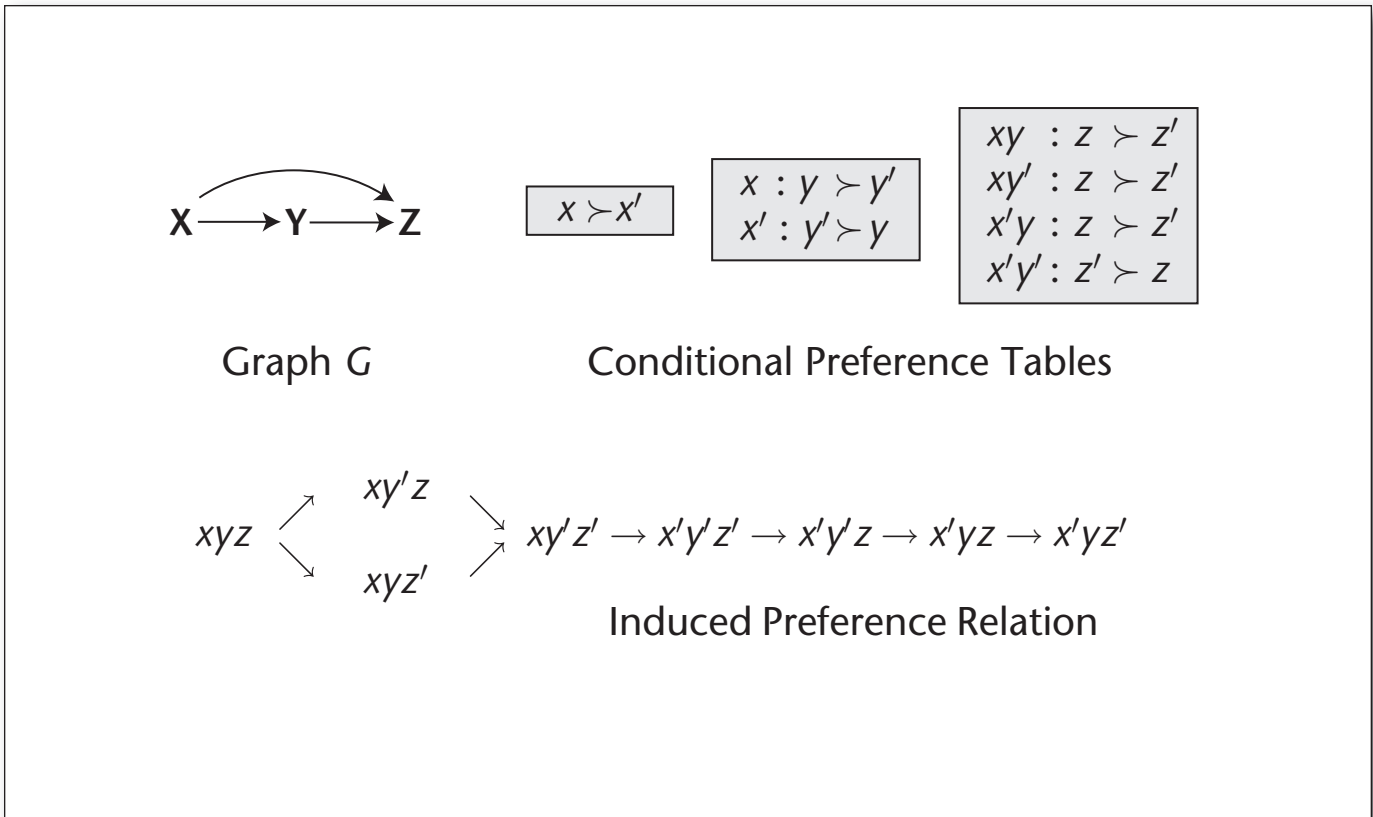 X Y Z
x ≻ x′
x : y ≻ y′
x′ : y′ ≻ y
xy : z ≻ z′
xy′ : z ≻ z′
x′y : z ≻ z′
x′y′ : z′ ≻ z
Graph G
Conditional Preference Tables
xy′z
xyz
xy′z′ → x′y′z′ → x′y′z → x′yz → x′yz′
xyz′
Induced Preference Relation